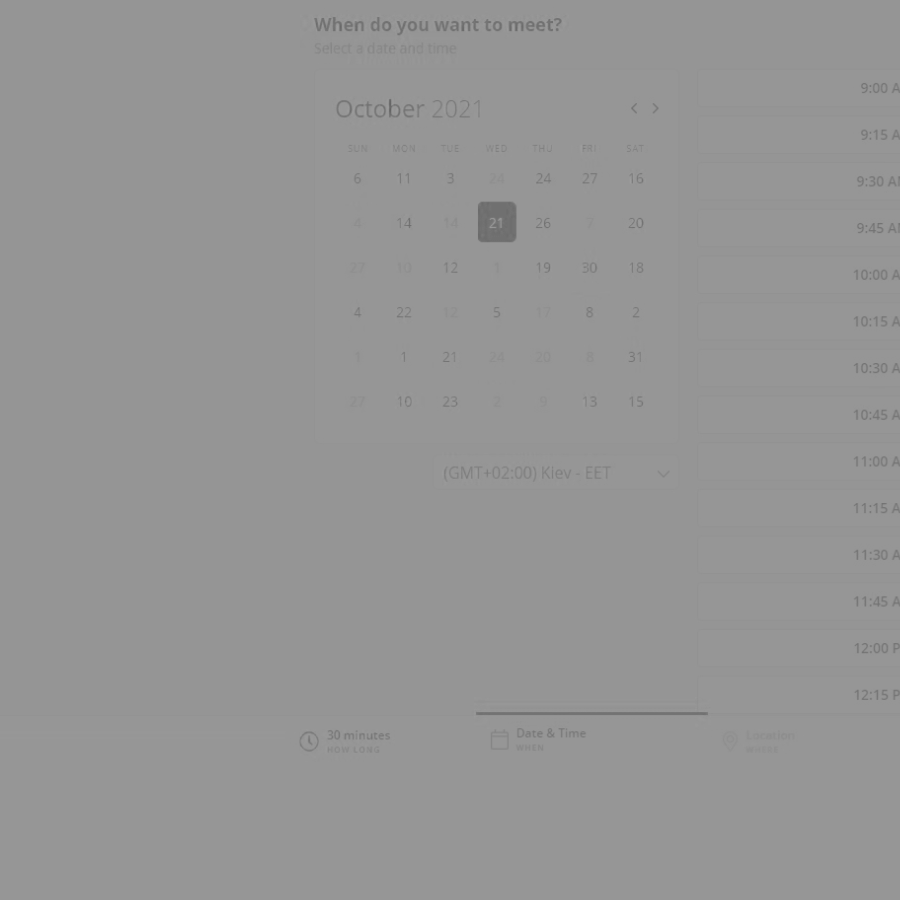 When do you want to meet?
Select a date and time
October 2021
SUN MON TUE WED THU FRI SAT
6 11 3 24 24 27 16
4 14 14 21 26 7 20
27 10 12 1 19 30 18
4 22 12 5 17 8 2
1 1 21 24 20 8 31
27 10 23 2 9 13 15
(GMT+02:00) Kiev - EET
9:00 A
9:15 A
9:30 A
9:45 A
10:00 A
10:15 A
10:30 A
10:45 A
11:00 A
11:15 A
11:30 A
11:45 A
12:00 P
12:15 P
30 minutes
HOW LONG
Date & Time
WHEN